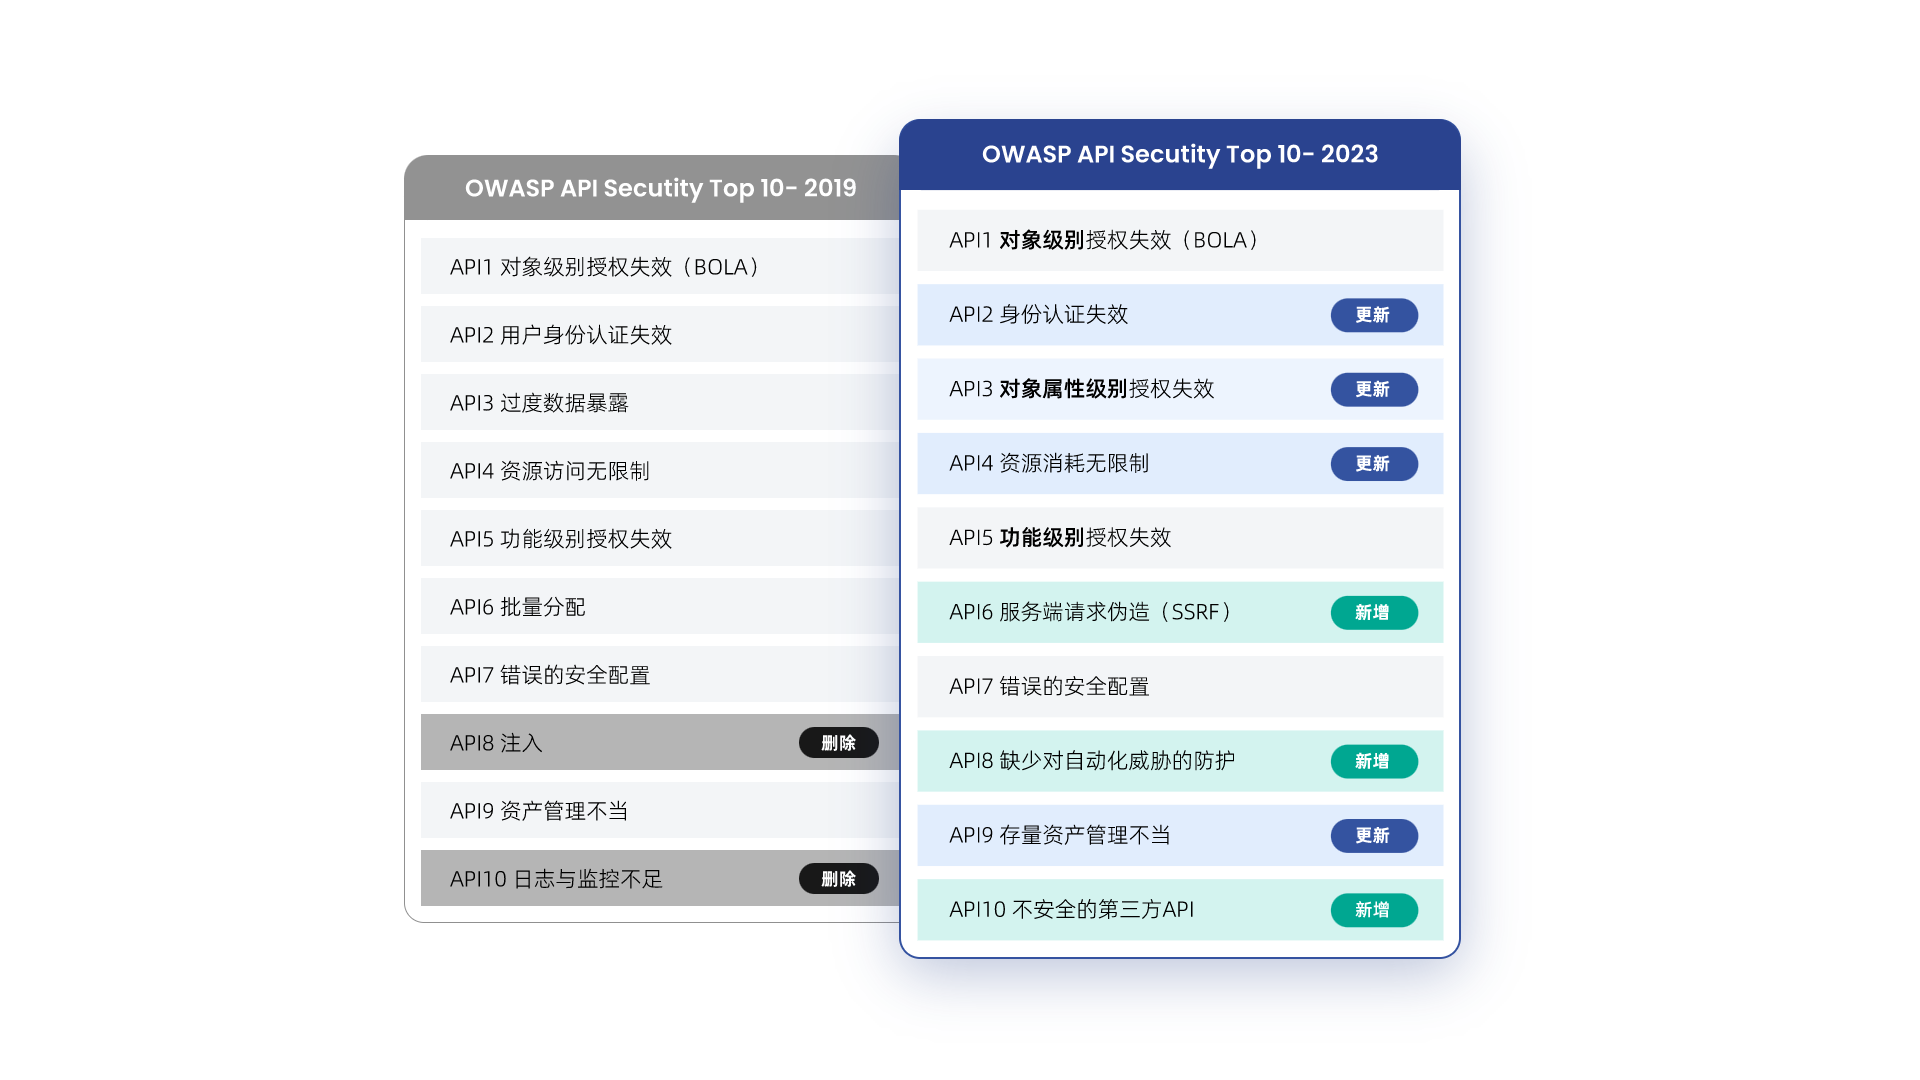 OWASP API Secutity Top 10- 2019
API1 对象级别授权失效（BOLA）
API2 用户身份认证失效
API3 过度数据暴露
API4 资源访问无限制
API5 功能级别授权失效
API6 批量分配
API7 错误的安全配置
API8 注入 删除
API9 资产管理不当
API10 日志与监控不足 删除
OWASP API Secutity Top 10- 2023
API1 对象级别授权失效（BOLA）
API2 身份认证失效 更新
API3 对象属性级别授权失效 更新
API4 资源消耗无限制 更新
API5 功能级别授权失效
API6 服务端请求伪造（SSRF） 新增
API7 错误的安全配置
API8 缺少对自动化威胁的防护 新增
API9 存量资产管理不当 更新
API10 不安全的第三方API 新增